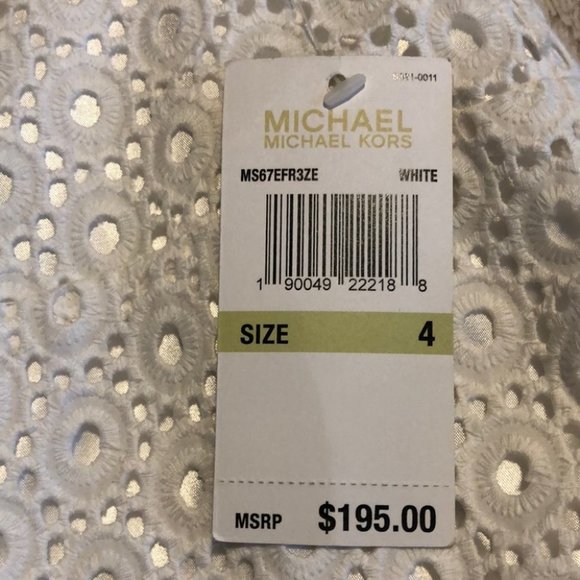 MICHAEL
MICHAEL KORS
MS67EFR3ZE WHITE
1 90049 22218 8
SIZE 4
MSRP $195.00